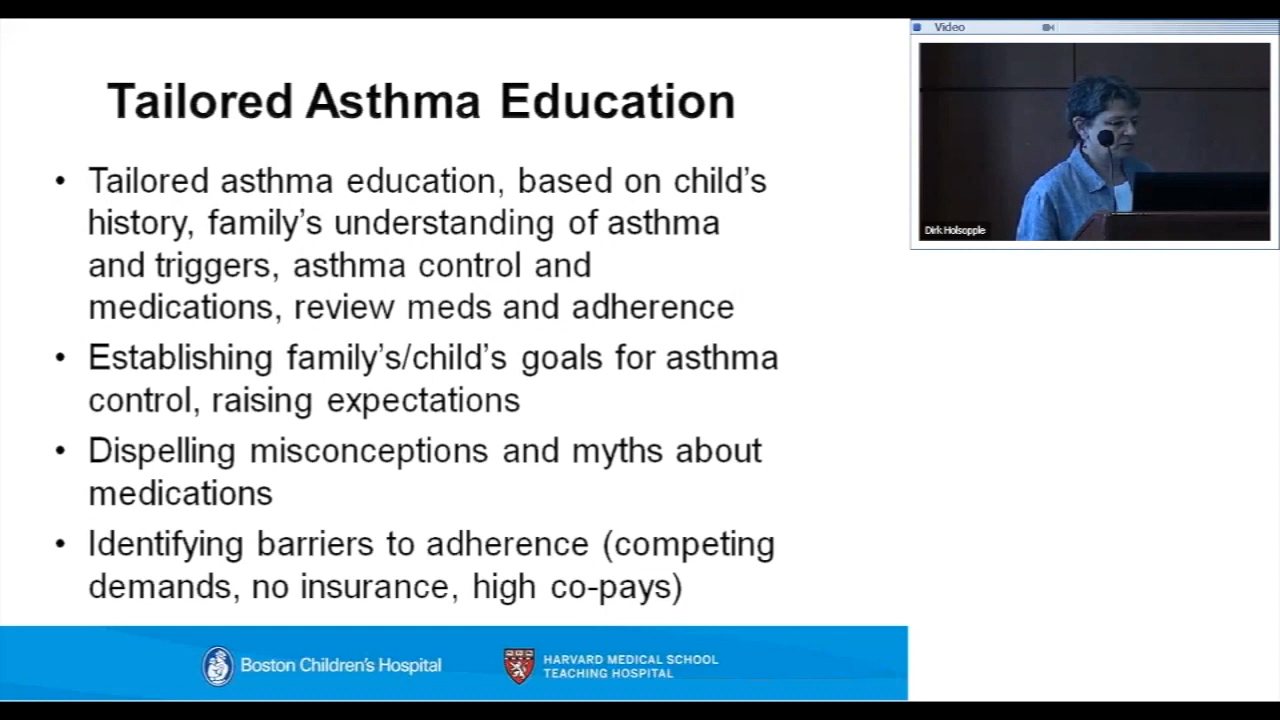 Tailored Asthma Education
• Tailored asthma education, based on child's
history, family's understanding of asthma
and triggers, asthma control and
medications, review meds and adherence
• Establishing family's/child's goals for asthma
control, raising expectations
• Dispelling misconceptions and myths about
medications
• Identifying barriers to adherence (competing
demands, no insurance, high co-pays)
Boston Children's Hospital
HARVARD MEDICAL SCHOOL
TEACHING HOSPITAL
Video
Dirk Holsopple